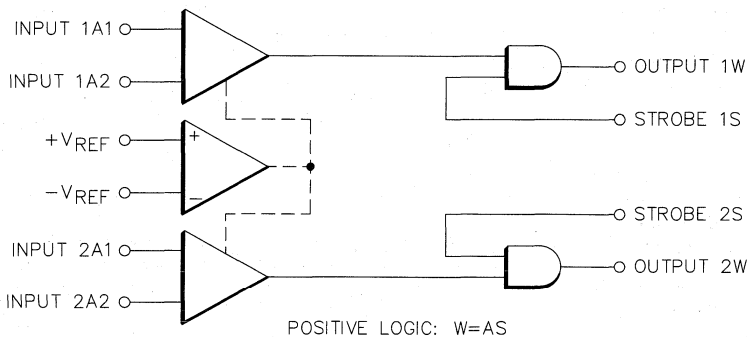 INPUT 1A1
INPUT 1A2
OUTPUT 1W
STROBE 1S
+VREF
+
−VREF
−
STROBE 2S
INPUT 2A1
OUTPUT 2W
INPUT 2A2
POSITIVE LOGIC: W=AS